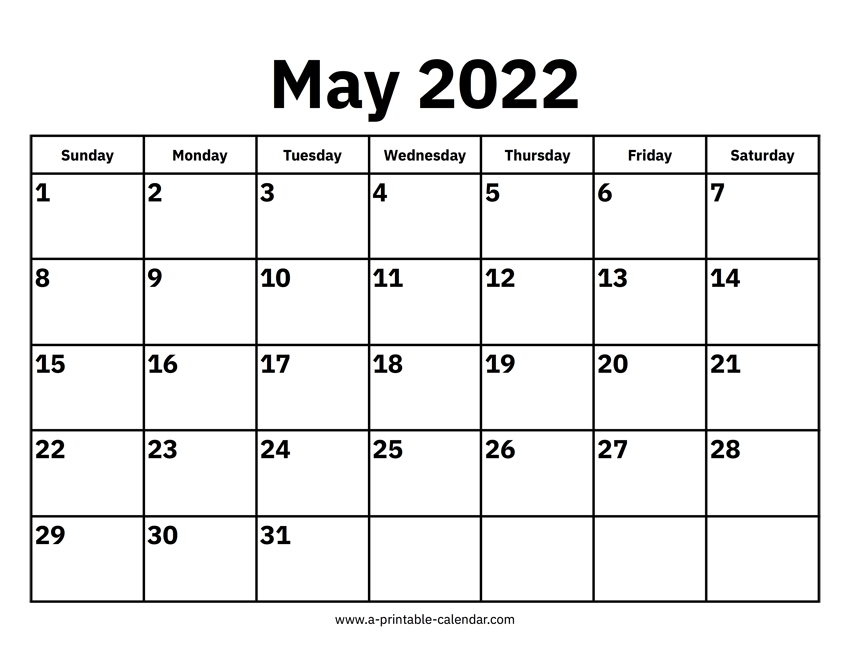 May 2022
Sunday Monday Tuesday Wednesday Thursday Friday Saturday
1 2 3 4 5 6 7
8 9 10 11 12 13 14
15 16 17 18 19 20 21
22 23 24 25 26 27 28
29 30 31
www.a-printable-calendar.com